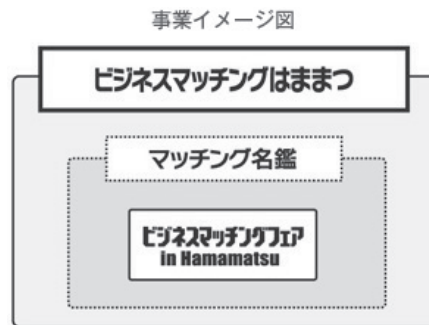 事業イメージ図
ビジネスマッチングはままつ
マッチング名鑑
ビジネスマッチングフェア
in Hamamatsu